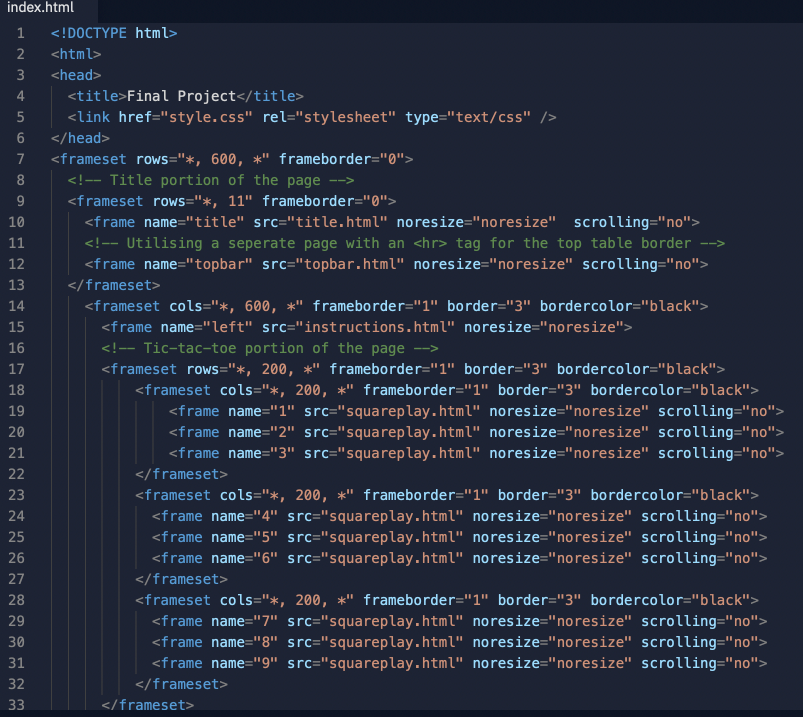 index.html
1 <!DOCTYPE html>
2 <html>
3 <head>
4 <title>Final Project</title>
5 <link href="style.css" rel="stylesheet" type="text/css" />
6 </head>
7 <frameset rows="*, 600, *" frameborder="0">
8 <!-- Title portion of the page -->
9 <frameset rows="*, 11" frameborder="0">
10 <frame name="title" src="title.html" noresize="noresize"  scrolling="no">
11 <!-- Utilising a seperate page with an <hr> tag for the top table border -->
12 <frame name="topbar" src="topbar.html" noresize="noresize" scrolling="no">
13 </frameset>
14 <frameset cols="*, 600, *" frameborder="1" border="3" bordercolor="black">
15 <frame name="left" src="instructions.html" noresize="noresize">
16 <!-- Tic-tac-toe portion of the page -->
17 <frameset rows="*, 200, *" frameborder="1" border="3" bordercolor="black">
18 <frameset cols="*, 200, *" frameborder="1" border="3" bordercolor="black">
19 <frame name="1" src="squareplay.html" noresize="noresize" scrolling="no">
20 <frame name="2" src="squareplay.html" noresize="noresize" scrolling="no">
21 <frame name="3" src="squareplay.html" noresize="noresize" scrolling="no">
22 </frameset>
23 <frameset cols="*, 200, *" frameborder="1" border="3" bordercolor="black">
24 <frame name="4" src="squareplay.html" noresize="noresize" scrolling="no">
25 <frame name="5" src="squareplay.html" noresize="noresize" scrolling="no">
26 <frame name="6" src="squareplay.html" noresize="noresize" scrolling="no">
27 </frameset>
28 <frameset cols="*, 200, *" frameborder="1" border="3" bordercolor="black">
29 <frame name="7" src="squareplay.html" noresize="noresize" scrolling="no">
30 <frame name="8" src="squareplay.html" noresize="noresize" scrolling="no">
31 <frame name="9" src="squareplay.html" noresize="noresize" scrolling="no">
32 </frameset>
33 </frameset>